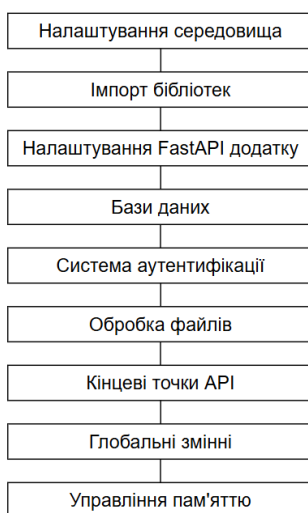 Налаштування середовища
Імпорт бібліотек
Налаштування FastAPI додатку
Бази даних
Система аутентифікації
Обробка файлів
Кінцеві точки API
Глобальні змінні
Управління пам'яттю